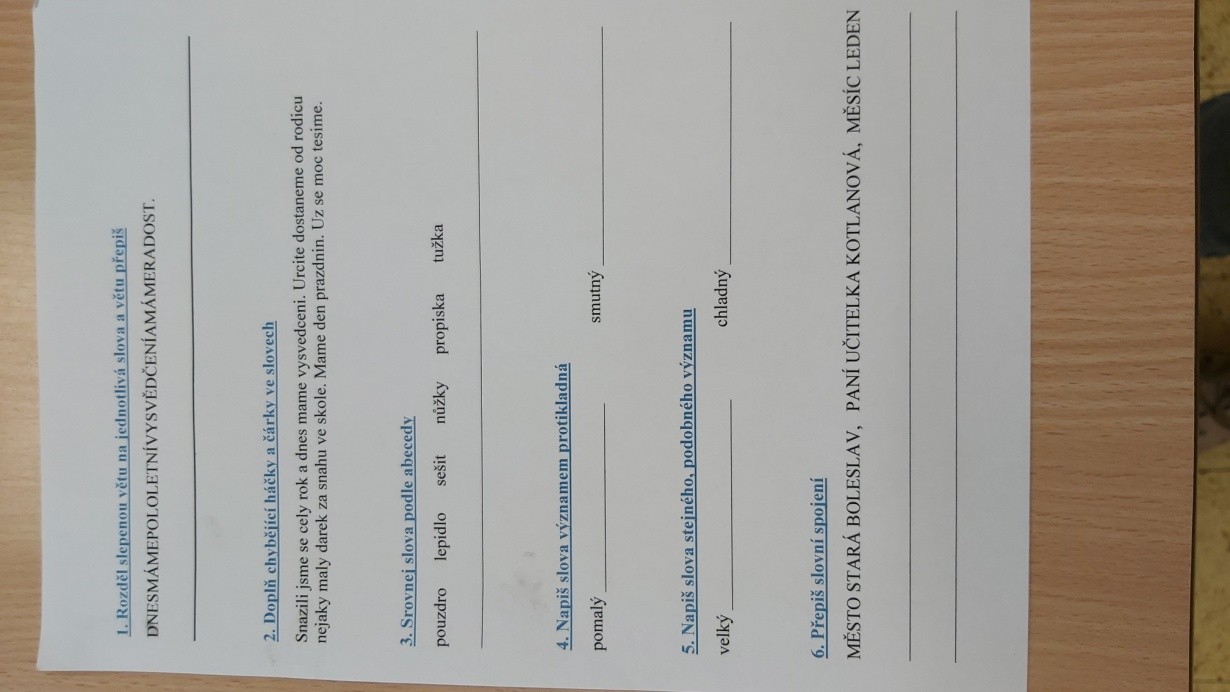 1. Rozděl slepenou větu na jednotlivá slova a větu přepiš
DNESMÁMEPOLOLETNÍVYSVĚDČENÍAMÁMERADOST.
2. Doplň chybějící háčky a čárky ve slovech
Snazili jsme se cely rok a dnes mame vysvedceni. Urcite dostaneme od rodicu
nejaky maly darek za snahu ve skole. Mame den prazdnin. Uz se moc tesime.
3. Srovnej slova podle abecedy
pouzdro lepidlo sešit nůžky propiska tužka
4. Napiš slova významem protikladná
pomalý smutný
5. Napiš slova stejného, podobného významu
velký chladný
6. Přepiš slovní spojení
MĚSTO STARÁ BOLESLAV, PANÍ UČITELKA KOTLANOVÁ, MĚSÍC LEDEN